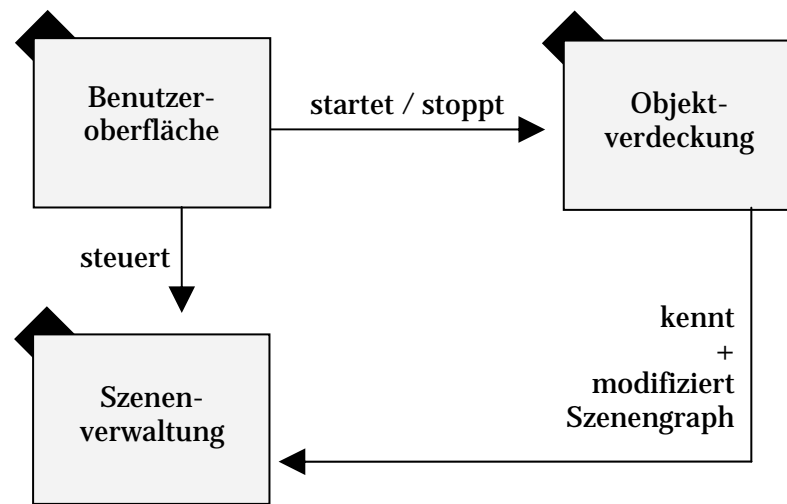 Benutzer-
oberfläche
startet / stoppt
Objekt-
verdeckung
steuert
kennt
+
modifiziert
Szenengraph
Szenen-
verwaltung